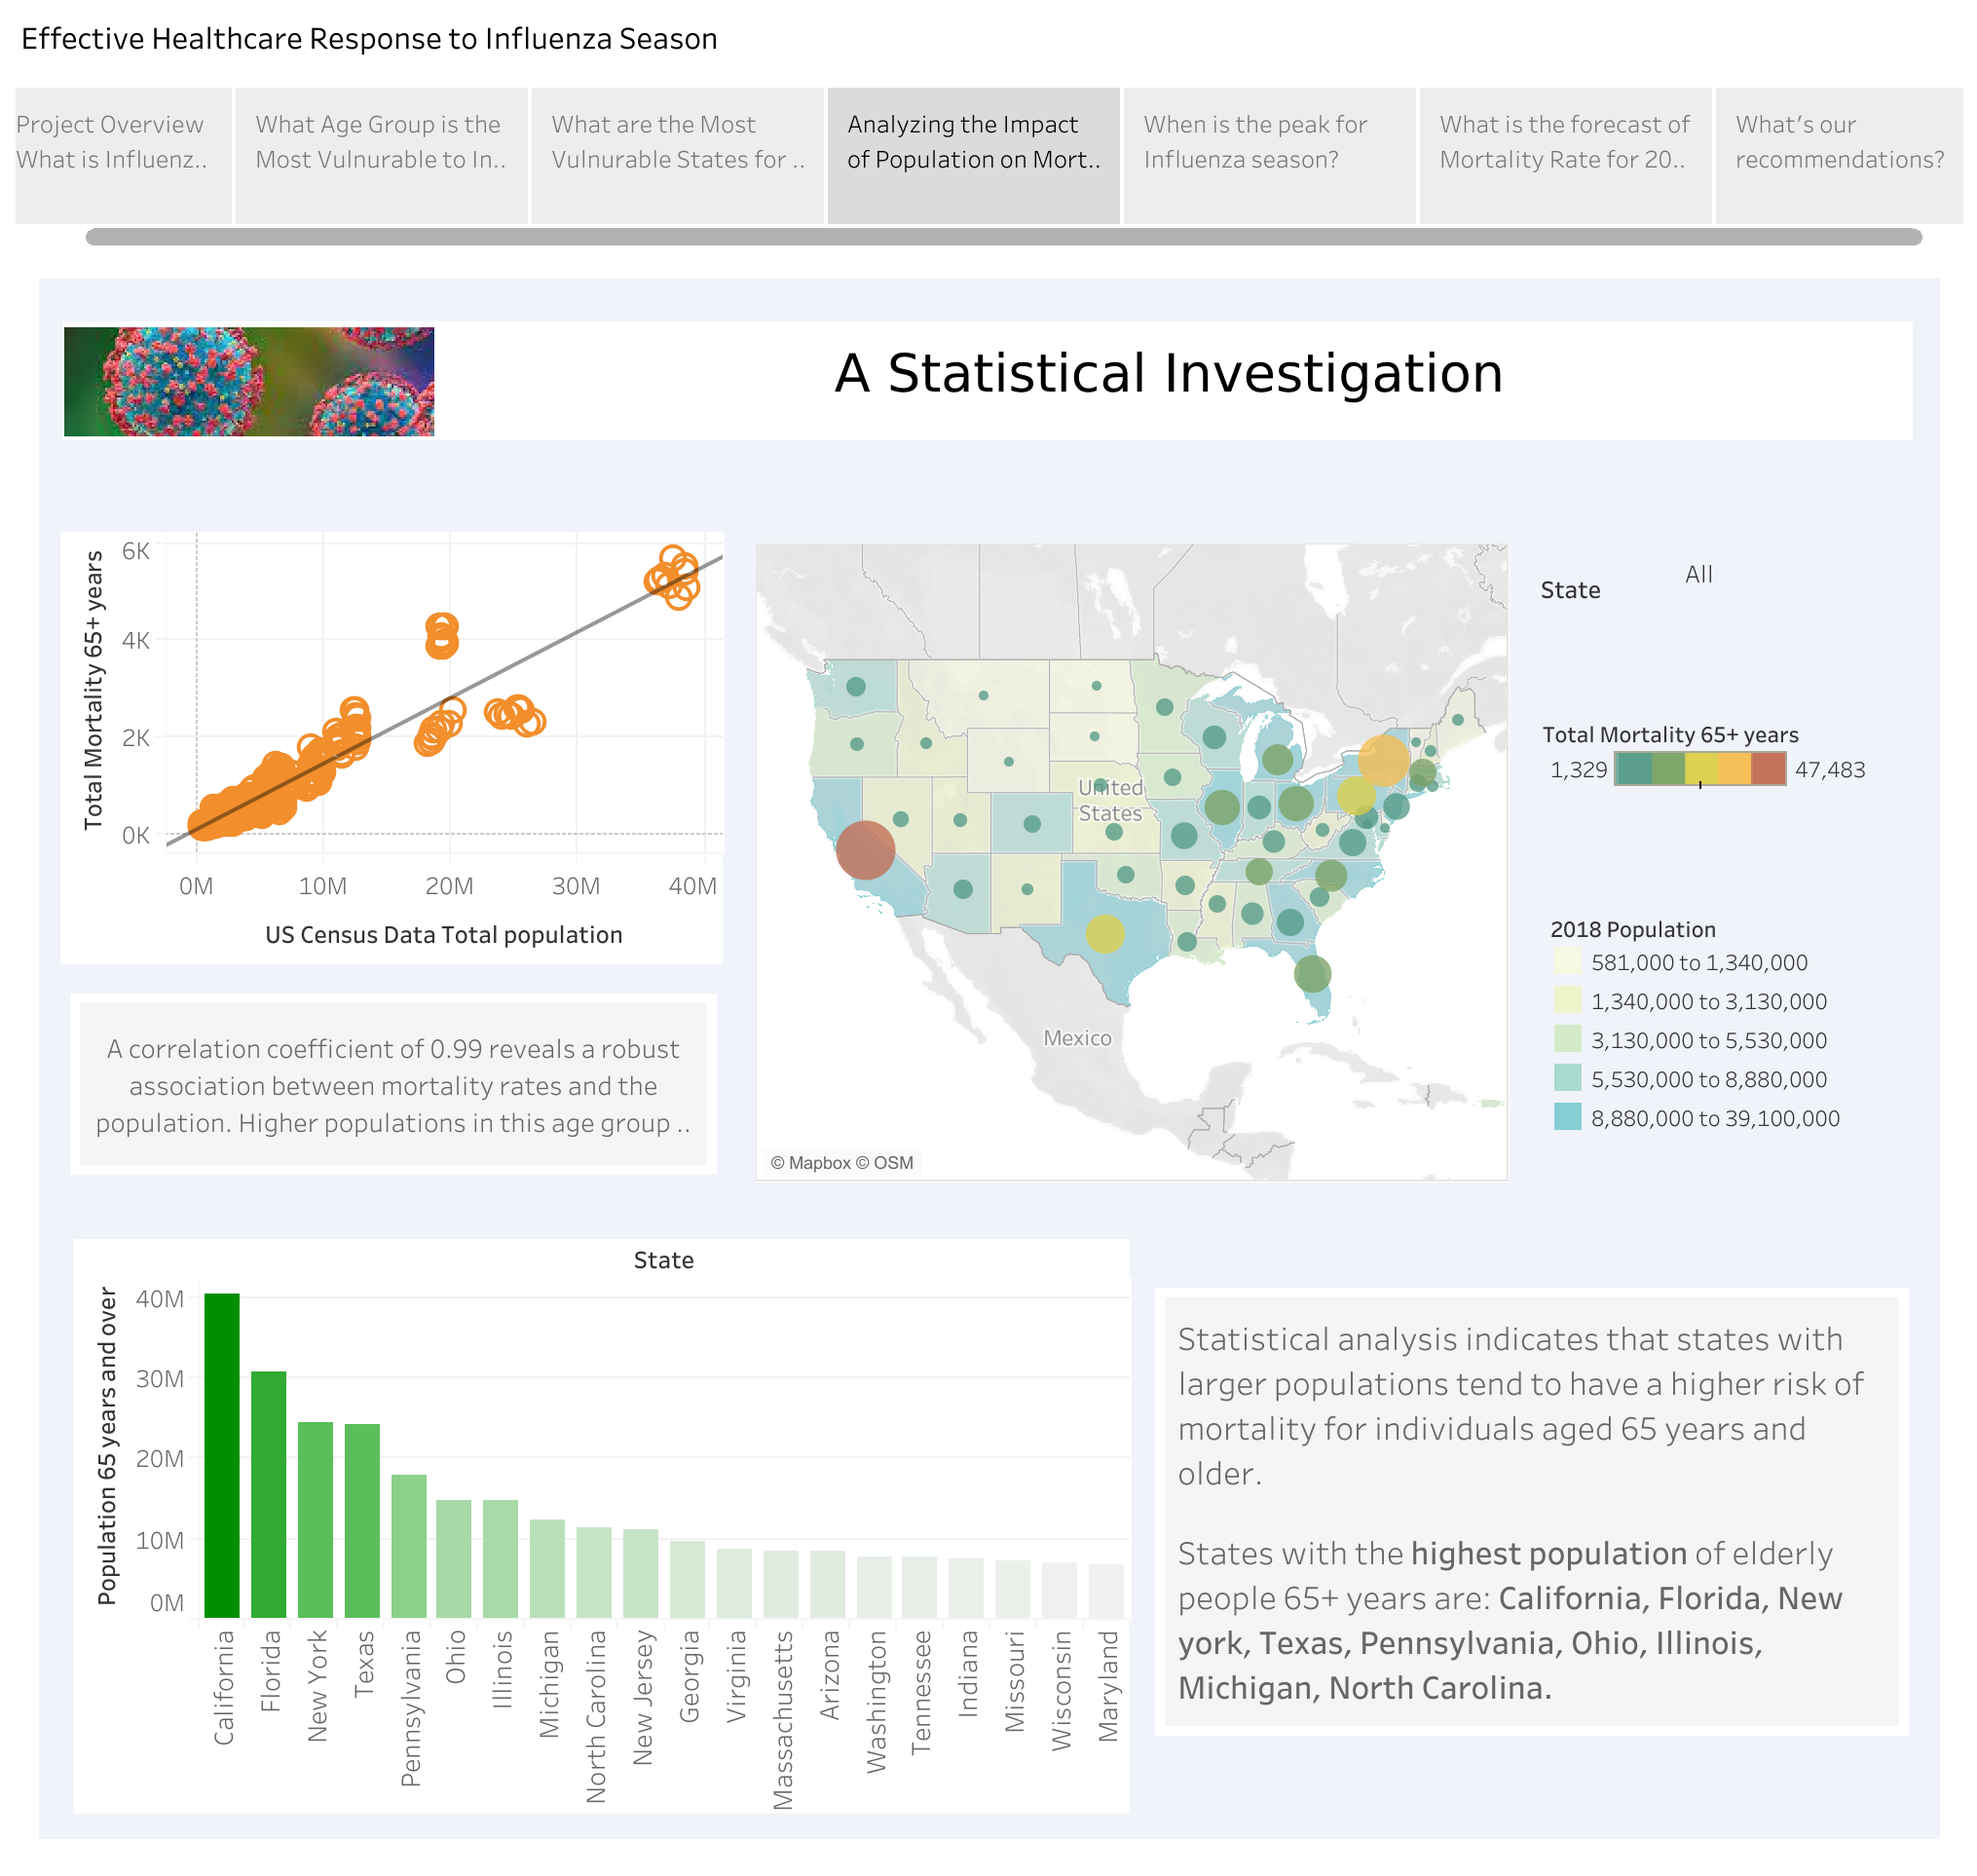 Effective Healthcare Response to Influenza Season
Project Overview
What is Influenz..
What Age Group is the
Most Vulnurable to In..
What are the Most
Vulnurable States for ..
Analyzing the Impact
of Population on Mort..
When is the peak for
Influenza season?
What is the forecast of
Mortality Rate for 20..
What's our
recommendations?
A Statistical Investigation
Total Mortality 65+ years
6K
4K
2K
0K
0M
10M
20M
30M
40M
US Census Data Total population
A correlation coefficient of 0.99 reveals a robust
association between mortality rates and the
population. Higher populations in this age group ..
United
States
Mexico
© Mapbox © OSM
State
All
Total Mortality 65+ years
1,329
47,483
2018 Population
581,000 to 1,340,000
1,340,000 to 3,130,000
3,130,000 to 5,530,000
5,530,000 to 8,880,000
8,880,000 to 39,100,000
State
Population 65 years and over
40M
30M
20M
10M
0M
California
Florida
New York
Texas
Pennsylvania
Ohio
Illinois
Michigan
North Carolina
New Jersey
Georgia
Virginia
Massachusetts
Arizona
Washington
Tennessee
Indiana
Missouri
Wisconsin
Maryland
Statistical analysis indicates that states with
larger populations tend to have a higher risk of
mortality for individuals aged 65 years and
older.
States with the highest population of elderly
people 65+ years are: California, Florida, New
york, Texas, Pennsylvania, Ohio, Illinois,
Michigan, North Carolina.